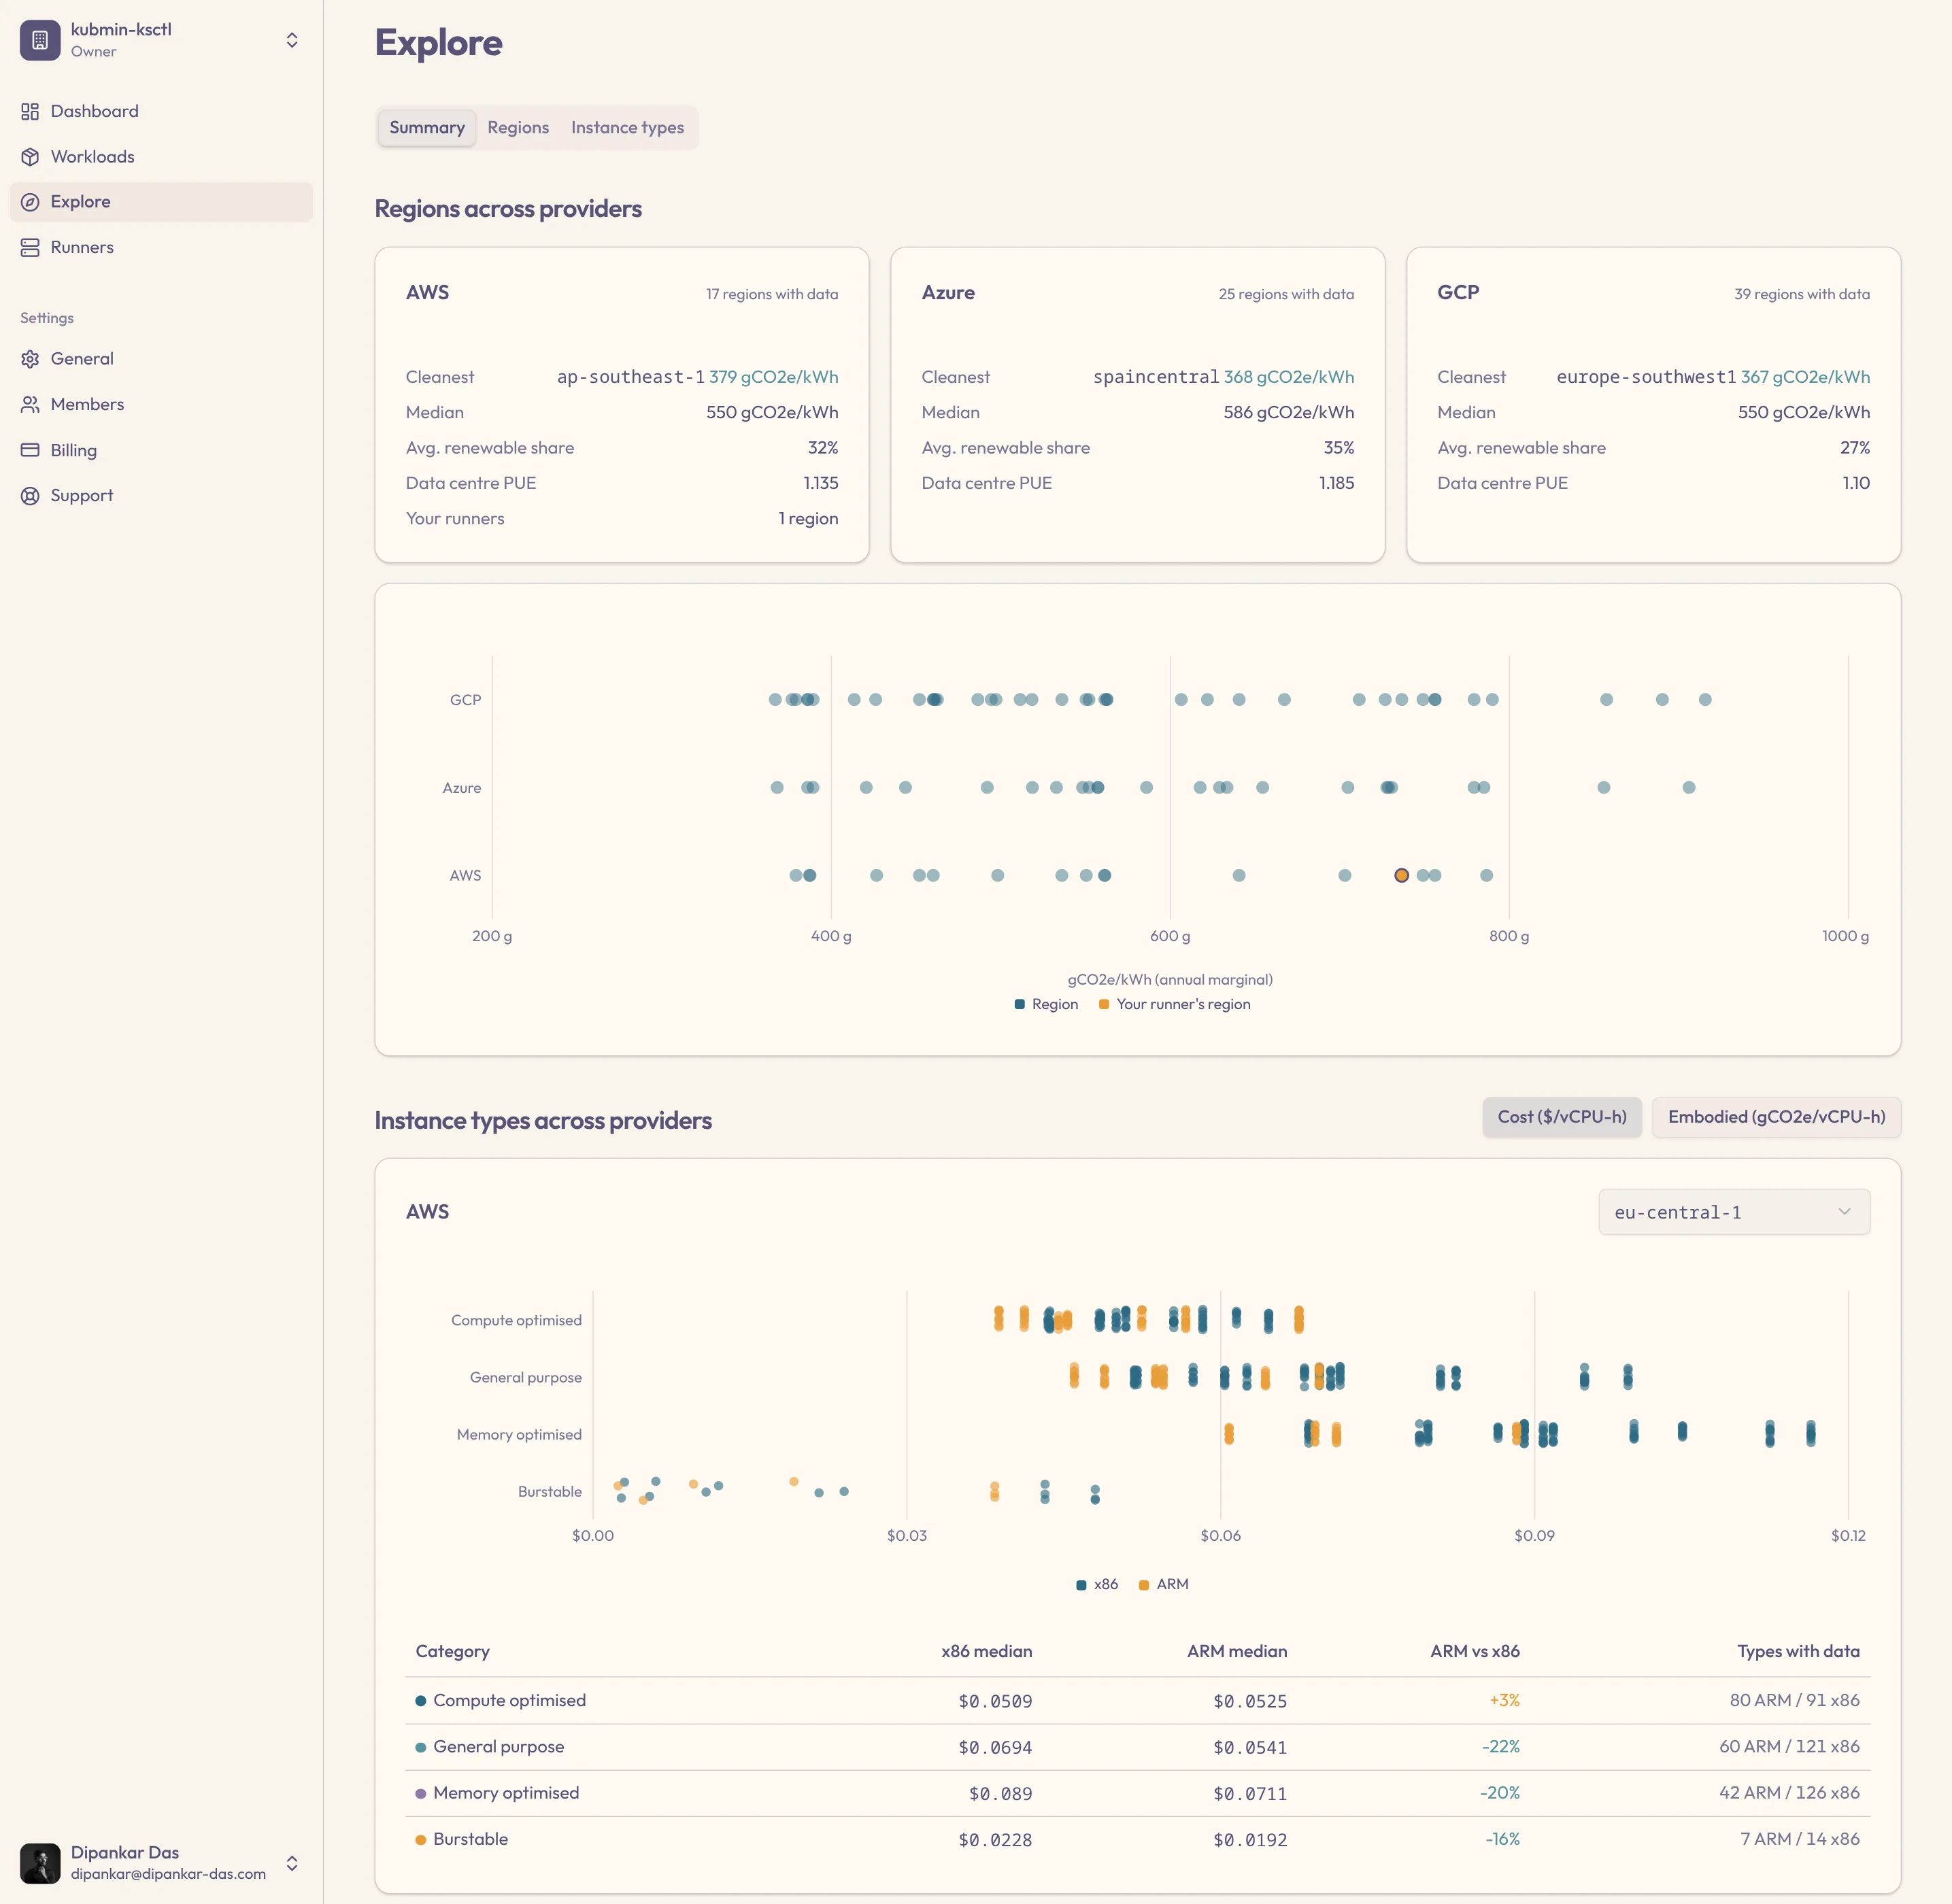 kubmin-ksctl
Owner
Dashboard
Workloads
Explore
Runners
Settings
General
Members
Billing
Support
Dipankar Das
dipankar@dipankar-das.com
Explore
Summary Regions Instance types
Regions across providers
AWS 17 regions with data
Cleanest ap-southeast-1 379 gCO2e/kWh
Median 550 gCO2e/kWh
Avg. renewable share 32%
Data centre PUE 1.135
Your runners 1 region
Azure 25 regions with data
Cleanest spaincentral 368 gCO2e/kWh
Median 586 gCO2e/kWh
Avg. renewable share 35%
Data centre PUE 1.185
GCP 39 regions with data
Cleanest europe-southwest1 367 gCO2e/kWh
Median 550 gCO2e/kWh
Avg. renewable share 27%
Data centre PUE 1.10
GCP
Azure
AWS
200 g 400 g 600 g 800 g 1000 g
gCO2e/kWh (annual marginal)
Region Your runner's region
Instance types across providers
Cost ($/vCPU-h) Embodied (gCO2e/vCPU-h)
AWS eu-central-1
Compute optimised
General purpose
Memory optimised
Burstable
$0.00 $0.03 $0.06 $0.09 $0.12
x86 ARM
Category x86 median ARM median ARM vs x86 Types with data
Compute optimised $0.0509 $0.0525 +3% 80 ARM / 91 x86
General purpose $0.0694 $0.0541 -22% 60 ARM / 121 x86
Memory optimised $0.089 $0.0711 -20% 42 ARM / 126 x86
Burstable $0.0228 $0.0192 -16% 7 ARM / 14 x86